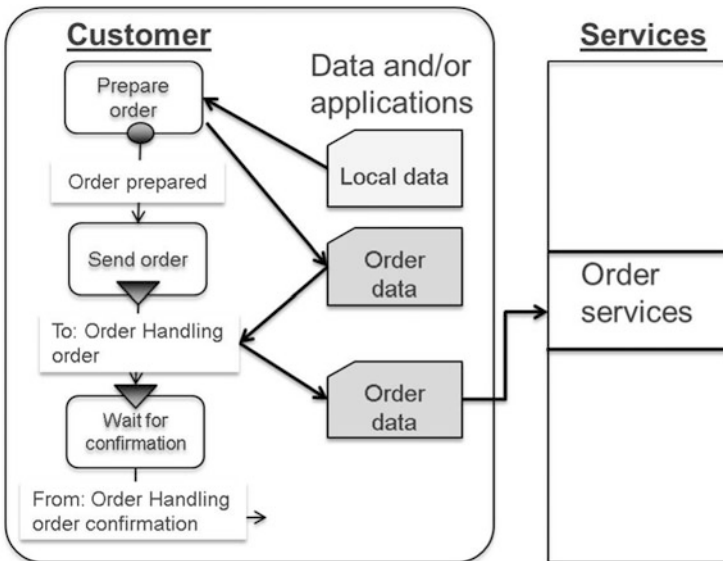 Customer
Prepare
order
Order prepared
Send order
To: Order Handling
order
Wait for
confirmation
From: Order Handling
order confirmation
Data and/or
applications
Local data
Order
data
Order
data
Services
Order
services